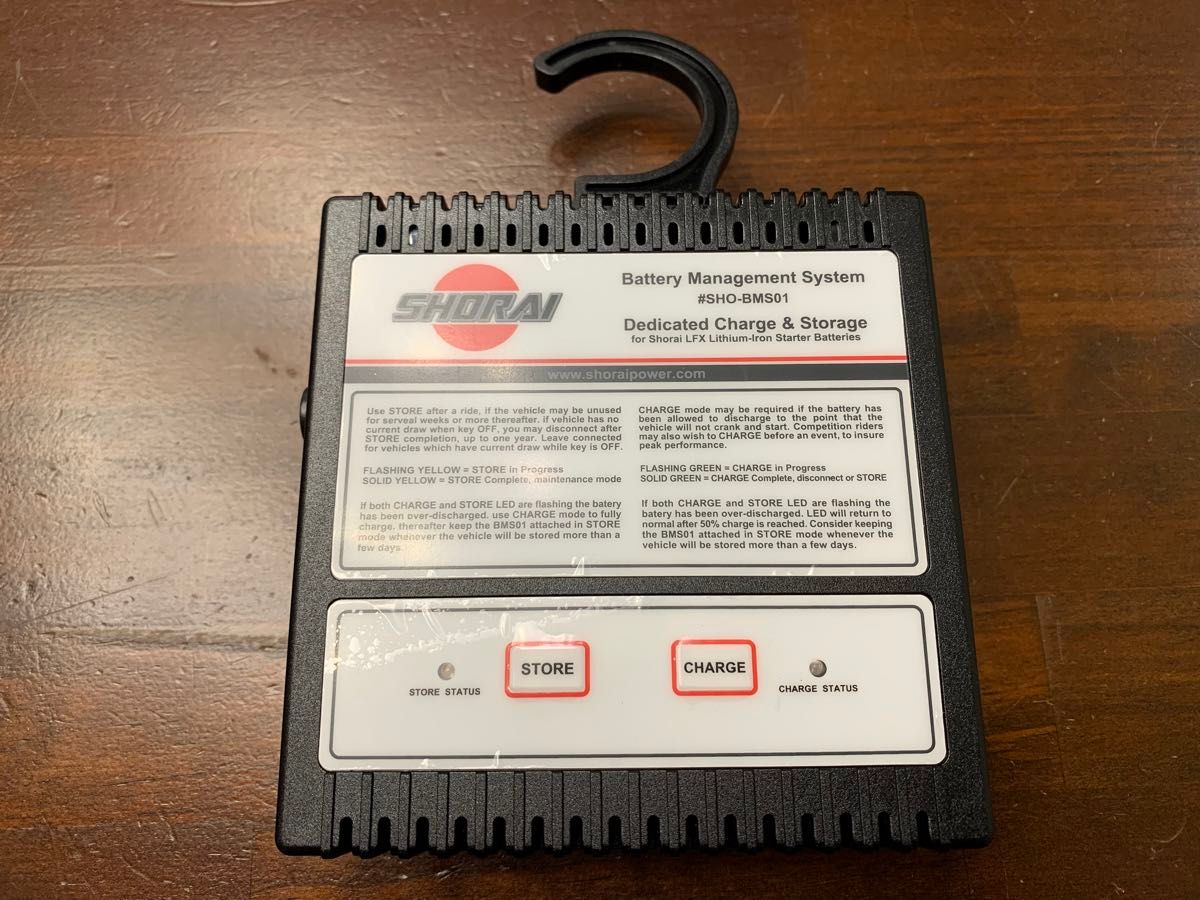 SHORAI
Battery Management System
#SHO-BMS01
Dedicated Charge & Storage
for Shorai LFX Lithium-Iron Starter Batteries
www.shoraipower.com
Use STORE after a ride, if the vehicle may be unused
for serveal weeks or more thereafter. if vehicle has no
current draw when key OFF, you may disconnect after
STORE completion, up to one year. Leave connected
for vehicles which have current draw while key is OFF.
FLASHING YELLOW = STORE in Progress
SOLID YELLOW = STORE Complete, maintenance mode
If both CHARGE and STORE LED are flashing the batery
has been over-discharged. use CHARGE mode to fully
charge. thereafter keep the BMS01 attached in STORE
mode whenever the vehicle will be stored more than a
few days.
CHARGE mode may be required if the battery has
been allowed to discharge to the point that the
vehicle will not crank and start. Competition riders
may also wish to CHARGE before an event, to insure
peak performance.
FLASHING GREEN = CHARGE in Progress
SOLID GREEN = CHARGE Complete, disconnect or STORE
If both CHARGE and STORE LED are flashing the
batery has been over-discharged. LED will return to
normal after 50% charge is reached. Consider keeping
the BMS01 attached in STORE mode whenever the
vehicle will be stored more than a few days.
STORE STATUS
STORE
CHARGE
CHARGE STATUS